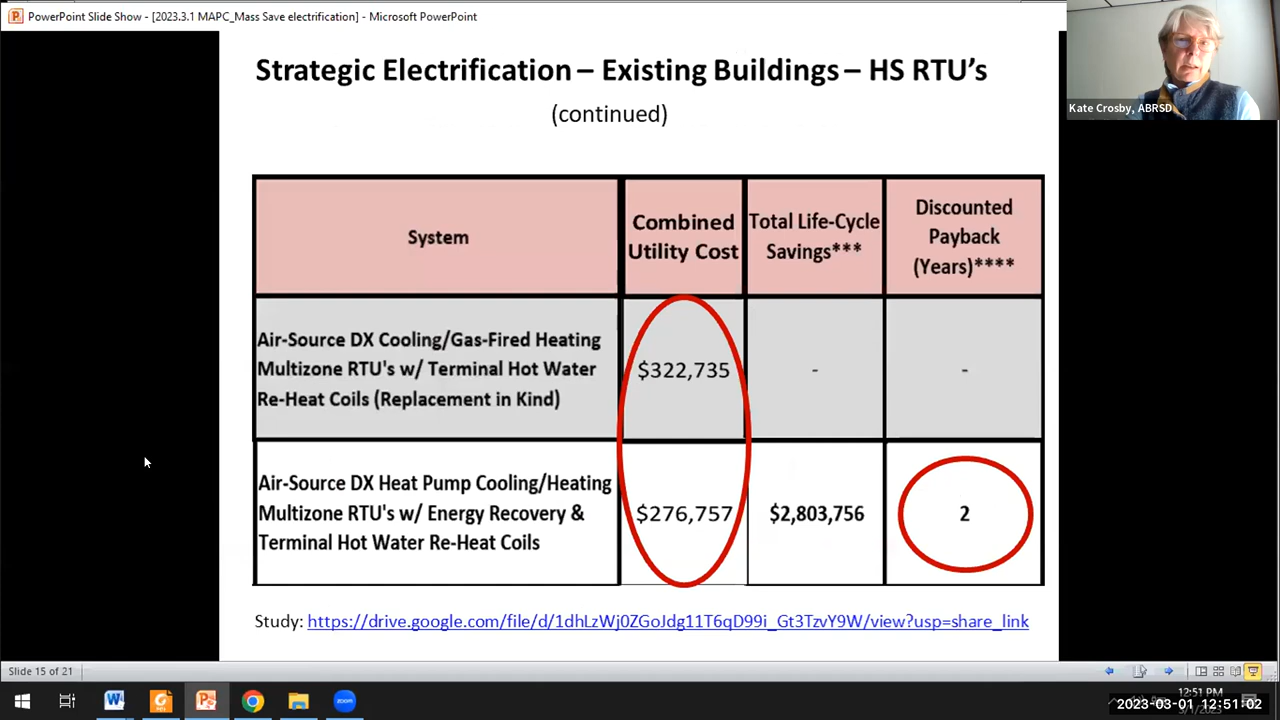 PowerPoint Slide Show - [2023.3.1 MAPC_Mass Save electrification] - Microsoft PowerPoint
Kate Crosby, ABRSD
Strategic Electrification – Existing Buildings – HS RTU’s
(continued)
System
Combined
Utility Cost
Total Life-Cycle
Savings***
Discounted
Payback
(Years)****
Air-Source DX Cooling/Gas-Fired Heating
Multizone RTU's w/ Terminal Hot Water
Re-Heat Coils (Replacement in Kind)
$322,735
-
-
Air-Source DX Heat Pump Cooling/Heating
Multizone RTU's w/ Energy Recovery &
Terminal Hot Water Re-Heat Coils
$276,757
$2,803,756
2
Study: https://drive.google.com/file/d/1dhLzWj0ZGoJdg11T6qD99i_Gt3TzvY9W/view?usp=share_link
Slide 15 of 21
zoom
12:51 PM
2023-03-01 12:51:02